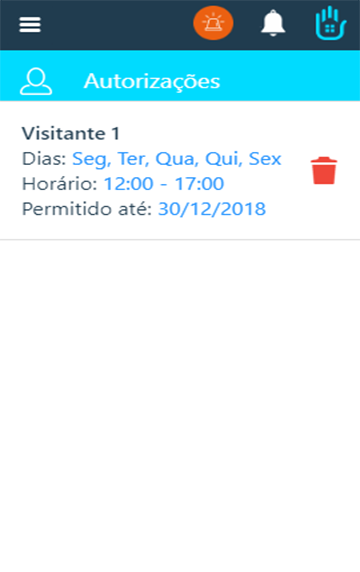 Autorizações
Visitante 1
Dias: Seg, Ter, Qua, Qui, Sex
Horário: 12:00 - 17:00
Permitido até: 30/12/2018